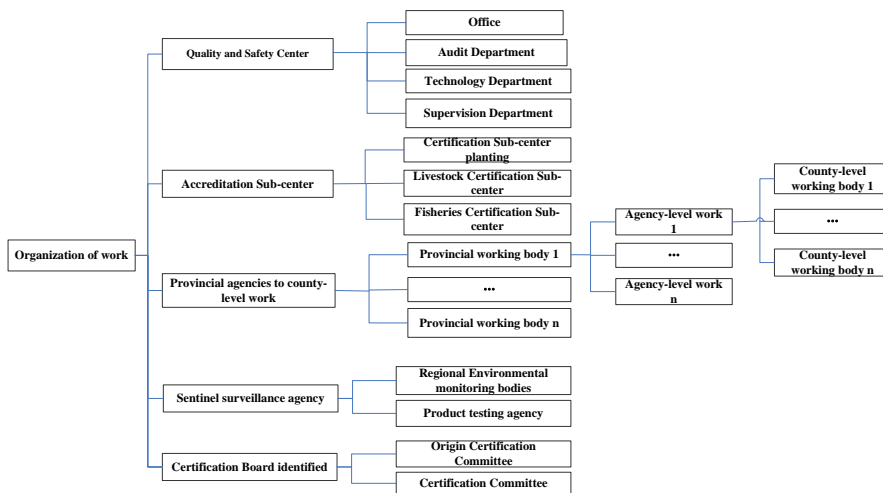 Office
Quality and Safety Center
Audit Department
Technology Department
Supervision Department
Certification Sub-center
planting
Accreditation Sub-center
Livestock Certification Sub-
center
Fisheries Certification Sub-
center
County-level
working body 1
Agency-level work
1
...
Organization of work
Provincial working body 1
...
County-level
working body n
Provincial agencies to county-
level work
...
Agency-level work
n
Provincial working body n
Regional Environmental
monitoring bodies
Sentinel surveillance agency
Product testing agency
Origin Certification
Committee
Certification Board identified
Certification Committee